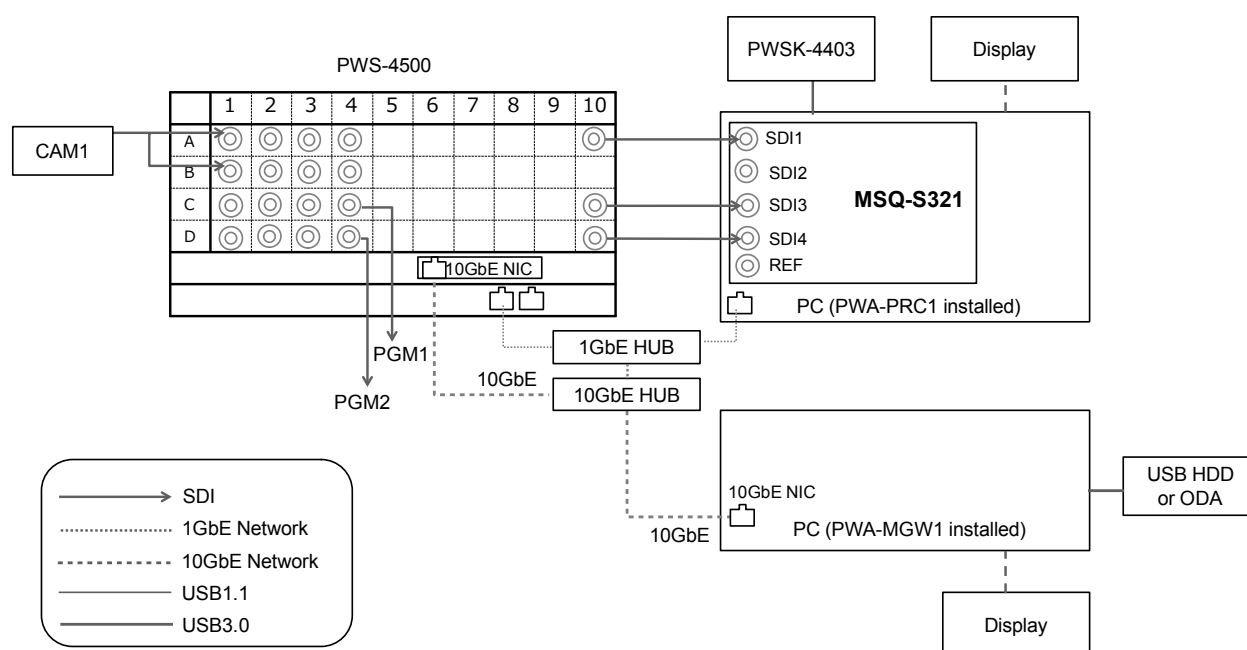 PWS-4500
PWSK-4403
Display
1 2 3 4 5 6 7 8 9 10
CAM1
A
B
C
D
SDI1
SDI2
SDI3
SDI4
REF
MSQ-S321
10GbE NIC
PC (PWA-PRC1 installed)
1GbE HUB
PGM1
10GbE
10GbE HUB
PGM2
SDI
1GbE Network
10GbE Network
USB1.1
USB3.0
10GbE NIC
10GbE
PC (PWA-MGW1 installed)
USB HDD
or ODA
Display